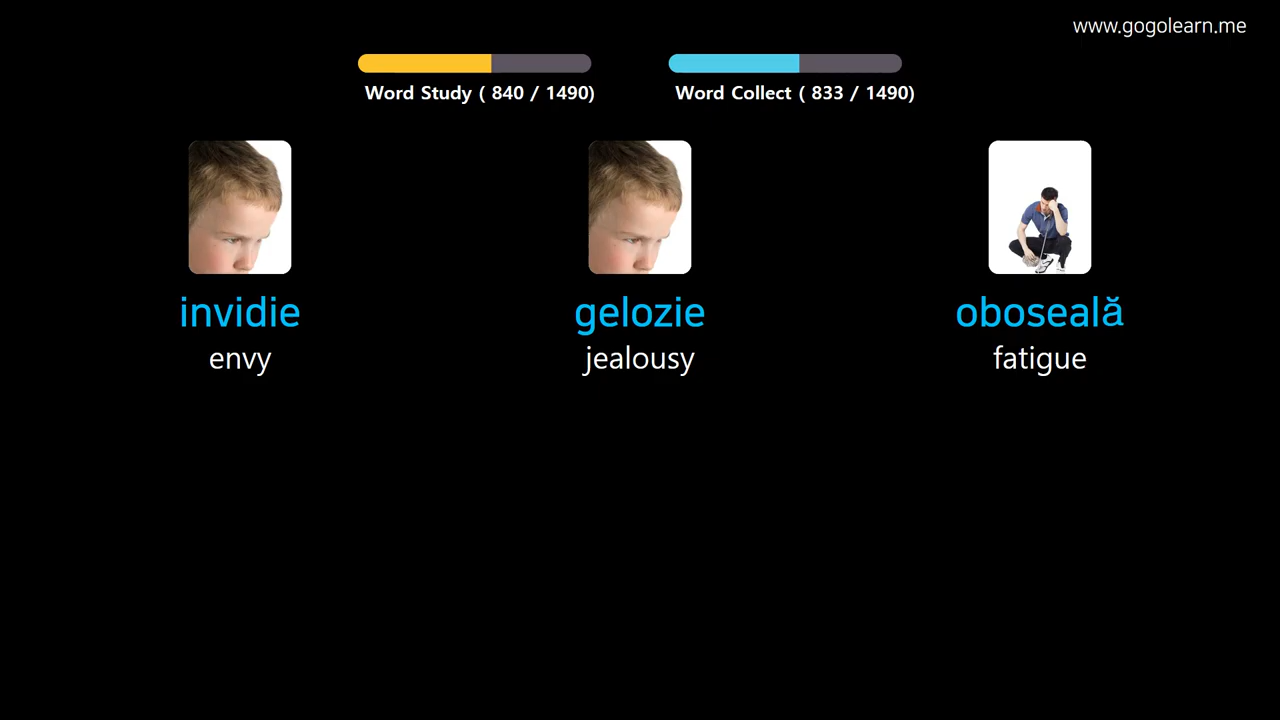 www.gogolearn.me
Word Study ( 840 / 1490)
Word Collect ( 833 / 1490)
invidie
envy
gelozie
jealousy
oboseală
fatigue